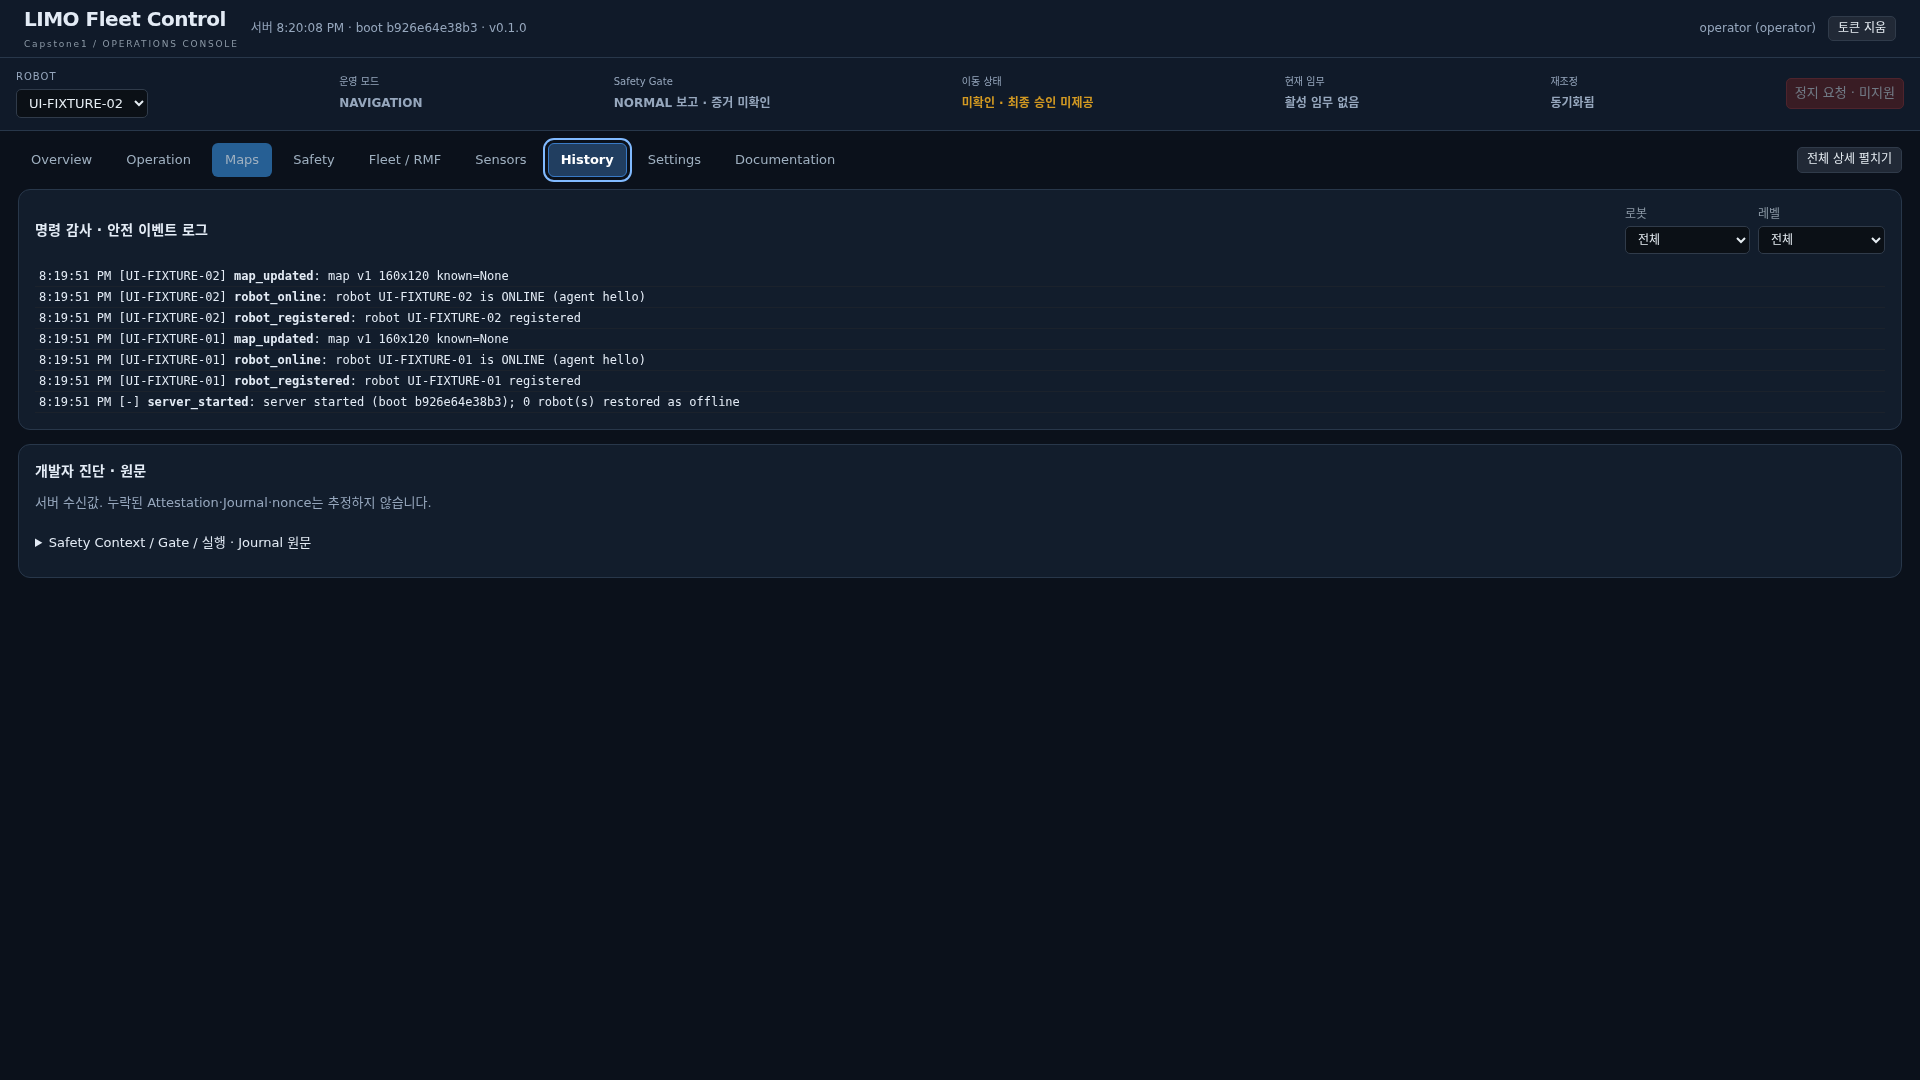 LIMO Fleet Control
Capstone1 / OPERATIONS CONSOLE
서버 8:20:08 PM · boot b926e64e38b3 · v0.1.0
operator (operator)
토큰 지움
ROBOT
UI-FIXTURE-02
운영 모드
NAVIGATION
Safety Gate
NORMAL 보고 · 증거 미확인
이동 상태
미확인 · 최종 승인 미제공
현재 임무
활성 임무 없음
재조정
동기화됨
정지 요청 · 미지원
Overview
Operation
Maps
Safety
Fleet / RMF
Sensors
History
Settings
Documentation
전체 상세 펼치기
명령 감사 · 안전 이벤트 로그
로봇
전체
레벨
전체
8:19:51 PM [UI-FIXTURE-02] map_updated: map v1 160x120 known=None
8:19:51 PM [UI-FIXTURE-02] robot_online: robot UI-FIXTURE-02 is ONLINE (agent hello)
8:19:51 PM [UI-FIXTURE-02] robot_registered: robot UI-FIXTURE-02 registered
8:19:51 PM [UI-FIXTURE-01] map_updated: map v1 160x120 known=None
8:19:51 PM [UI-FIXTURE-01] robot_online: robot UI-FIXTURE-01 is ONLINE (agent hello)
8:19:51 PM [UI-FIXTURE-01] robot_registered: robot UI-FIXTURE-01 registered
8:19:51 PM [-] server_started: server started (boot b926e64e38b3); 0 robot(s) restored as offline
개발자 진단 · 원문
서버 수신값. 누락된 Attestation·Journal·nonce는 추정하지 않습니다.
Safety Context / Gate / 실행 · Journal 원문